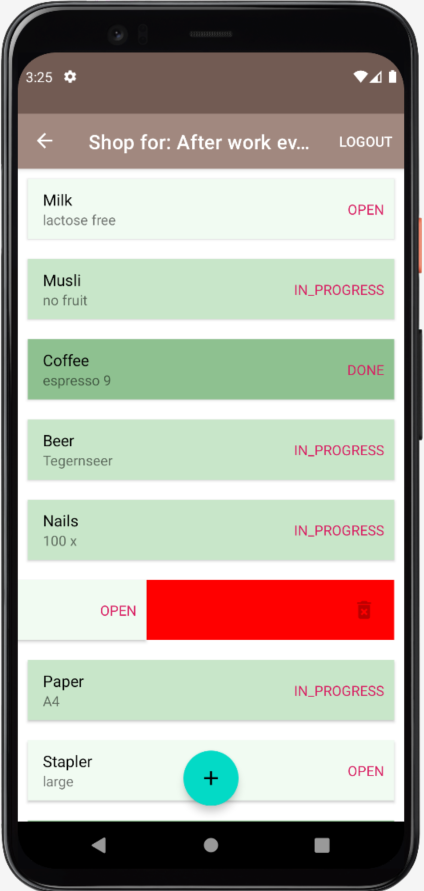 3:25
Shop for: After work ev...
LOGOUT
Milk
lactose free
OPEN
Musli
no fruit
IN_PROGRESS
Coffee
espresso 9
DONE
Beer
Tegernseer
IN_PROGRESS
Nails
100 x
IN_PROGRESS
OPEN
Paper
A4
IN_PROGRESS
Stapler
large
OPEN